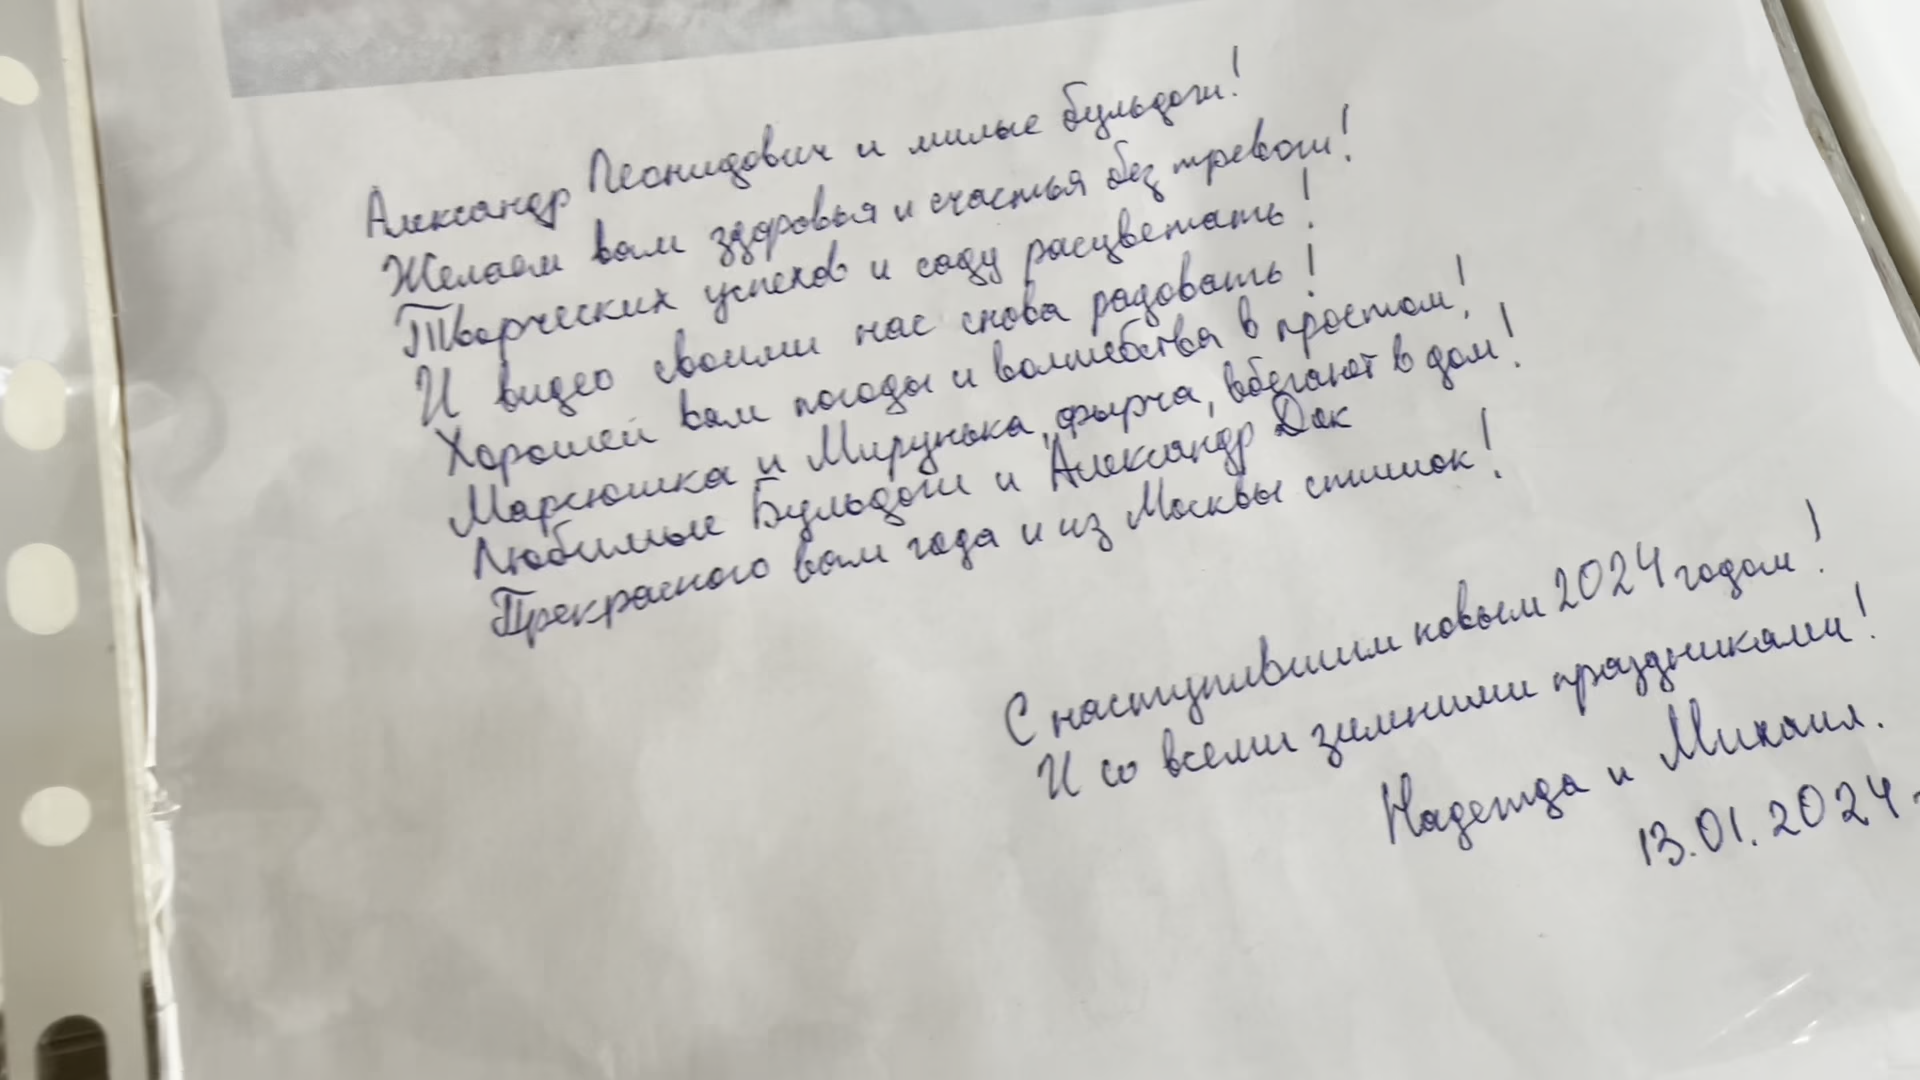 Александр Леонидович и милые бульдоги!
Желаем вам здоровья и счастья без тревоги!
Творческих успехов и саду расцветать!
И видео своими нас снова радовать!
Хорошей вам погоды и волшебства в простом!
Марсюшка и Мирунька, фырча, вбегают в дом!
Любимые Бульдоги и Александр Док
Прекрасного вам года и из Москвы стишок!
С наступившим новым 2024 годом!
И со всеми зимними праздниками!
Надежда и Михаил.
13.01.2024